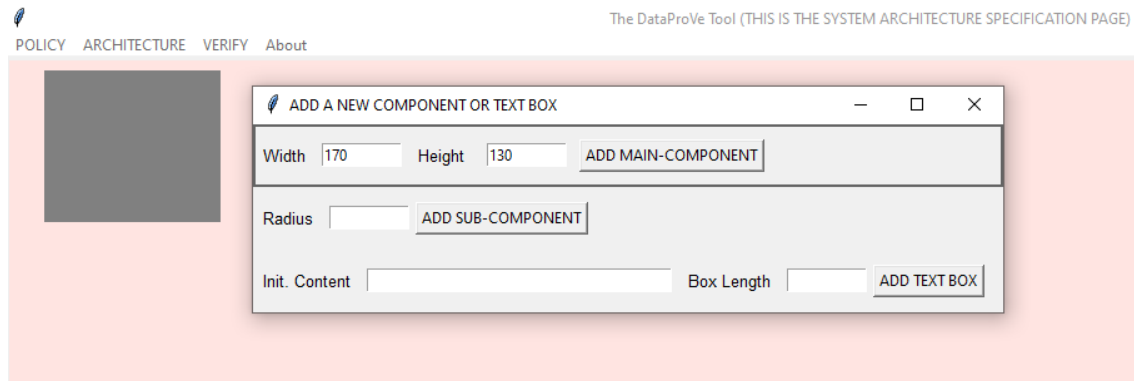 The DataProVe Tool (THIS IS THE SYSTEM ARCHITECTURE SPECIFICATION PAGE)
POLICY ARCHITECTURE VERIFY About
ADD A NEW COMPONENT OR TEXT BOX
Width 170 Height 130 ADD MAIN-COMPONENT
Radius ADD SUB-COMPONENT
Init. Content Box Length ADD TEXT BOX